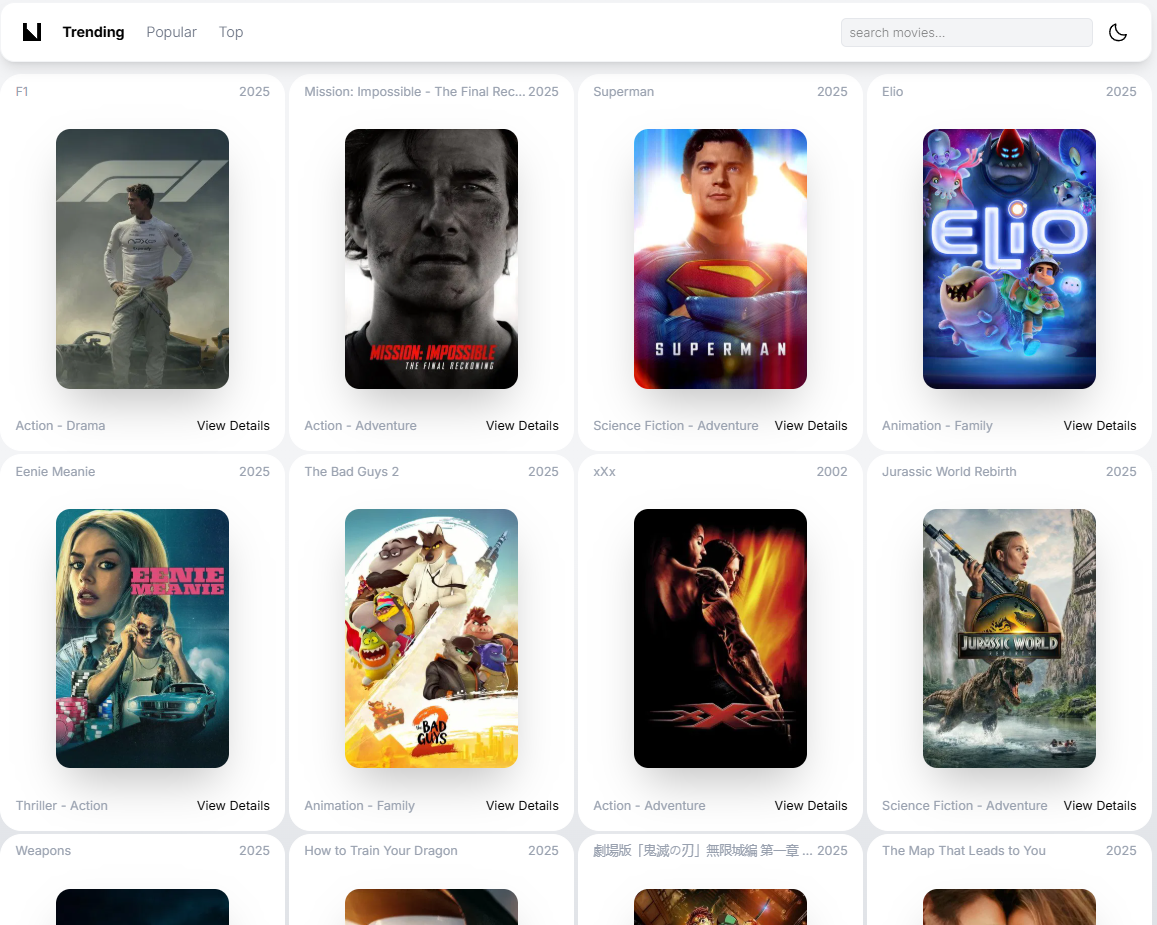 Trending Popular Top search movies...
F1 2025
Mission: Impossible - The Final Rec... 2025
Superman 2025
Elio 2025
MISSION: IMPOSSIBLE
THE FINAL RECKONING
SUPERMAN
ELIO
Action - Drama View Details
Action - Adventure View Details
Science Fiction - Adventure View Details
Animation - Family View Details
Eenie Meanie 2025
The Bad Guys 2 2025
xXx 2002
Jurassic World Rebirth 2025
EENIE
MEANIE
the BAD
GUYS
2
xXx
JURASSIC WORLD
REBIRTH
Thriller - Action View Details
Animation - Family View Details
Action - Adventure View Details
Science Fiction - Adventure View Details
Weapons 2025
How to Train Your Dragon 2025
劇場版「鬼滅の刃」無限城編 第一章 ... 2025
The Map That Leads to You 2025